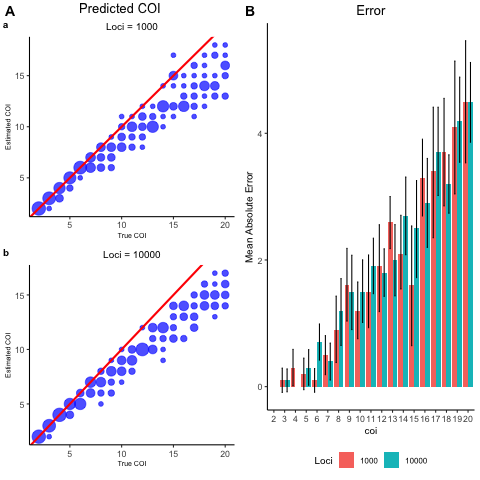 A
Predicted COI
a
Loci = 1000
Estimated COI
15
10
5
5
10
15
20
True COI
b
Loci = 10000
Estimated COI
15
10
5
5
10
15
20
True COI
B
Error
Mean Absolute Error
4
2
0
2 3 4 5 6 7 8 9 10 11 12 13 14 15 16 17 18 19 20
coi
Loci 1000 10000